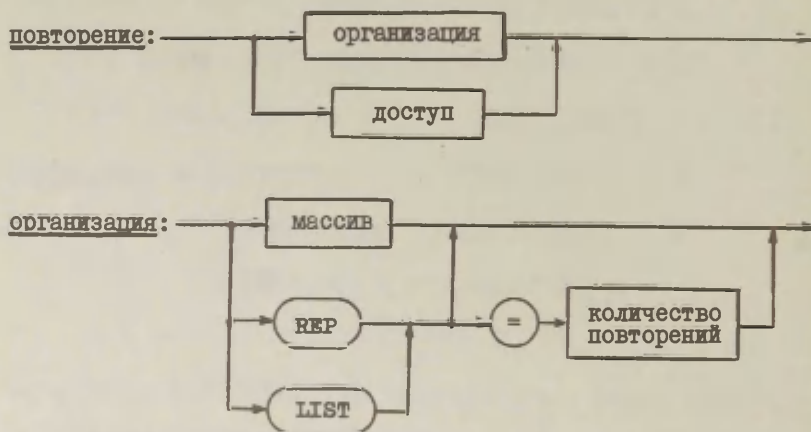 повторение: организация
доступ
организация: массив
REP = количество
повторений
LIST